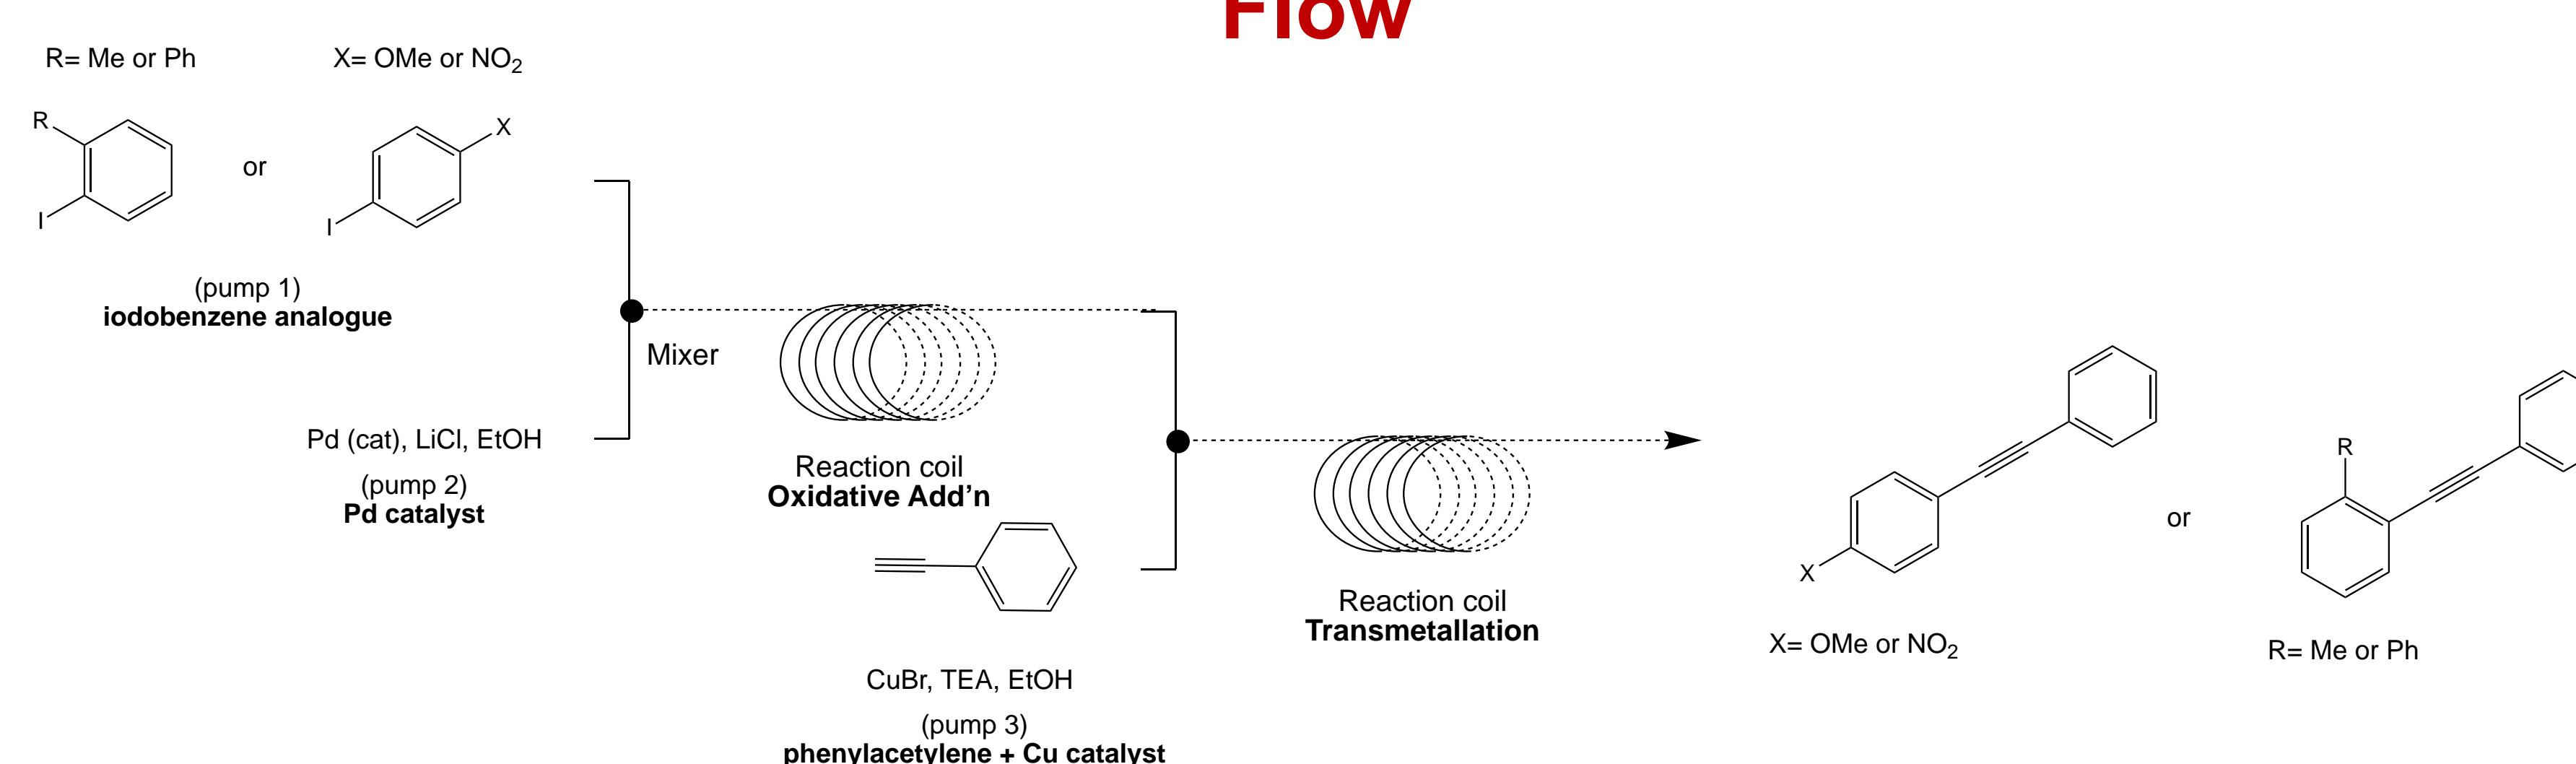 Flow
R= Me or Ph
X= OMe or NO2
R
I
or
X
I
(pump 1)
iodobenzene analogue
Mixer
Pd (cat), LiCl, EtOH
(pump 2)
Pd catalyst
Reaction coil
Oxidative Add’n
CuBr, TEA, EtOH
(pump 3)
phenylacetylene + Cu catalyst
Reaction coil
Transmetallation
X
or
R
X= OMe or NO2
R= Me or Ph